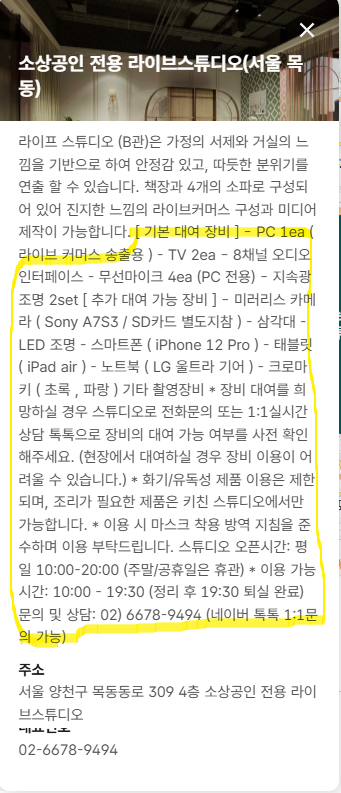 소상공인 전용 라이브스튜디오(서울 목
동)
라이프 스튜디오 (B관)은 가정의 서제와 거실의 느
낌을 기반으로 하여 안정감 있고, 따듯한 분위기를
연출 할 수 있습니다. 책장과 4개의 소파로 구성되
어 있어 진지한 느낌의 라이브커머스 구성과 미디어
제작이 가능합니다. [ 기본 대여 장비 ] - PC 1ea (
라이브 커머스 송출용 ) - TV 2ea - 8채널 오디오
인터페이스 - 무선마이크 4ea (PC 전용) - 지속광
조명 2set [ 추가 대여 가능 장비 ] - 미러리스 카메
라 ( Sony A7S3 / SD카드 별도지참 ) - 삼각대 -
LED 조명 - 스마트폰 ( iPhone 12 Pro ) - 태블릿
( iPad air ) - 노트북 ( LG 울트라 기어 ) - 크로마
키 ( 초록 , 파랑 ) 기타 촬영장비 * 장비 대여를 희
망하실 경우 스튜디오로 전화문의 또는 1:1실시간
상담 톡톡으로 장비의 대여 가능 여부를 사전 확인
해주세요. (현장에서 대여하실 경우 장비 이용이 어
려울 수 있습니다.) * 화기/유독성 제품 이용은 제한
되며, 조리가 필요한 제품은 키친 스튜디오에서만
가능합니다. * 이용 시 마스크 착용 방역 지침을 준
수하며 이용 부탁드립니다. 스튜디오 오픈시간: 평
일 10:00-20:00 (주말/공휴일은 휴관) * 이용 가능
시간: 10:00 - 19:30 (정리 후 19:30 퇴실 완료)
문의 및 상담: 02) 6678-9494 (네이버 톡톡 1:1문
의 가능)
주소
서울 양천구 목동동로 309 4층 소상공인 전용 라이
브스튜디오
대표전화
02-6678-9494